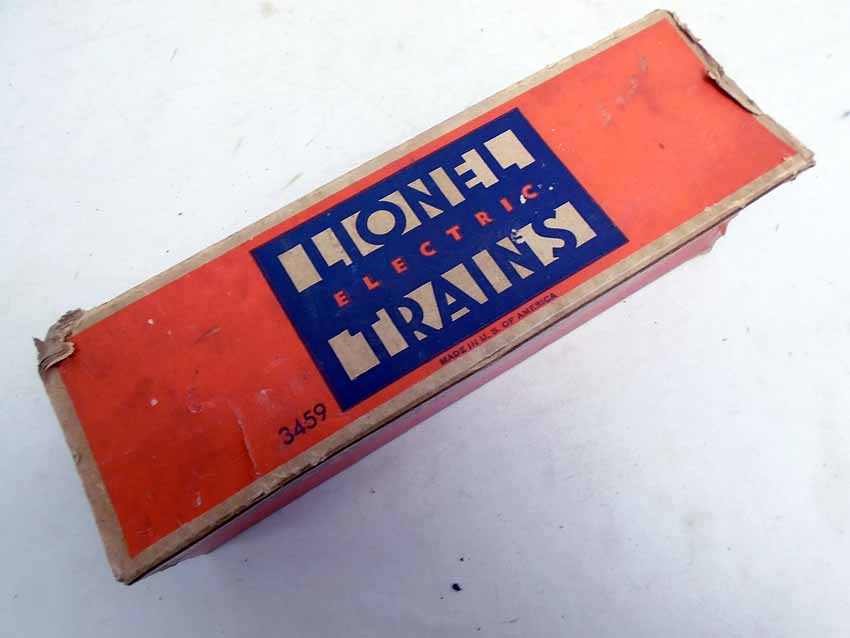 LIONEL
ELECTRIC
TRAINS
MADE IN U. S. OF AMERICA
3459